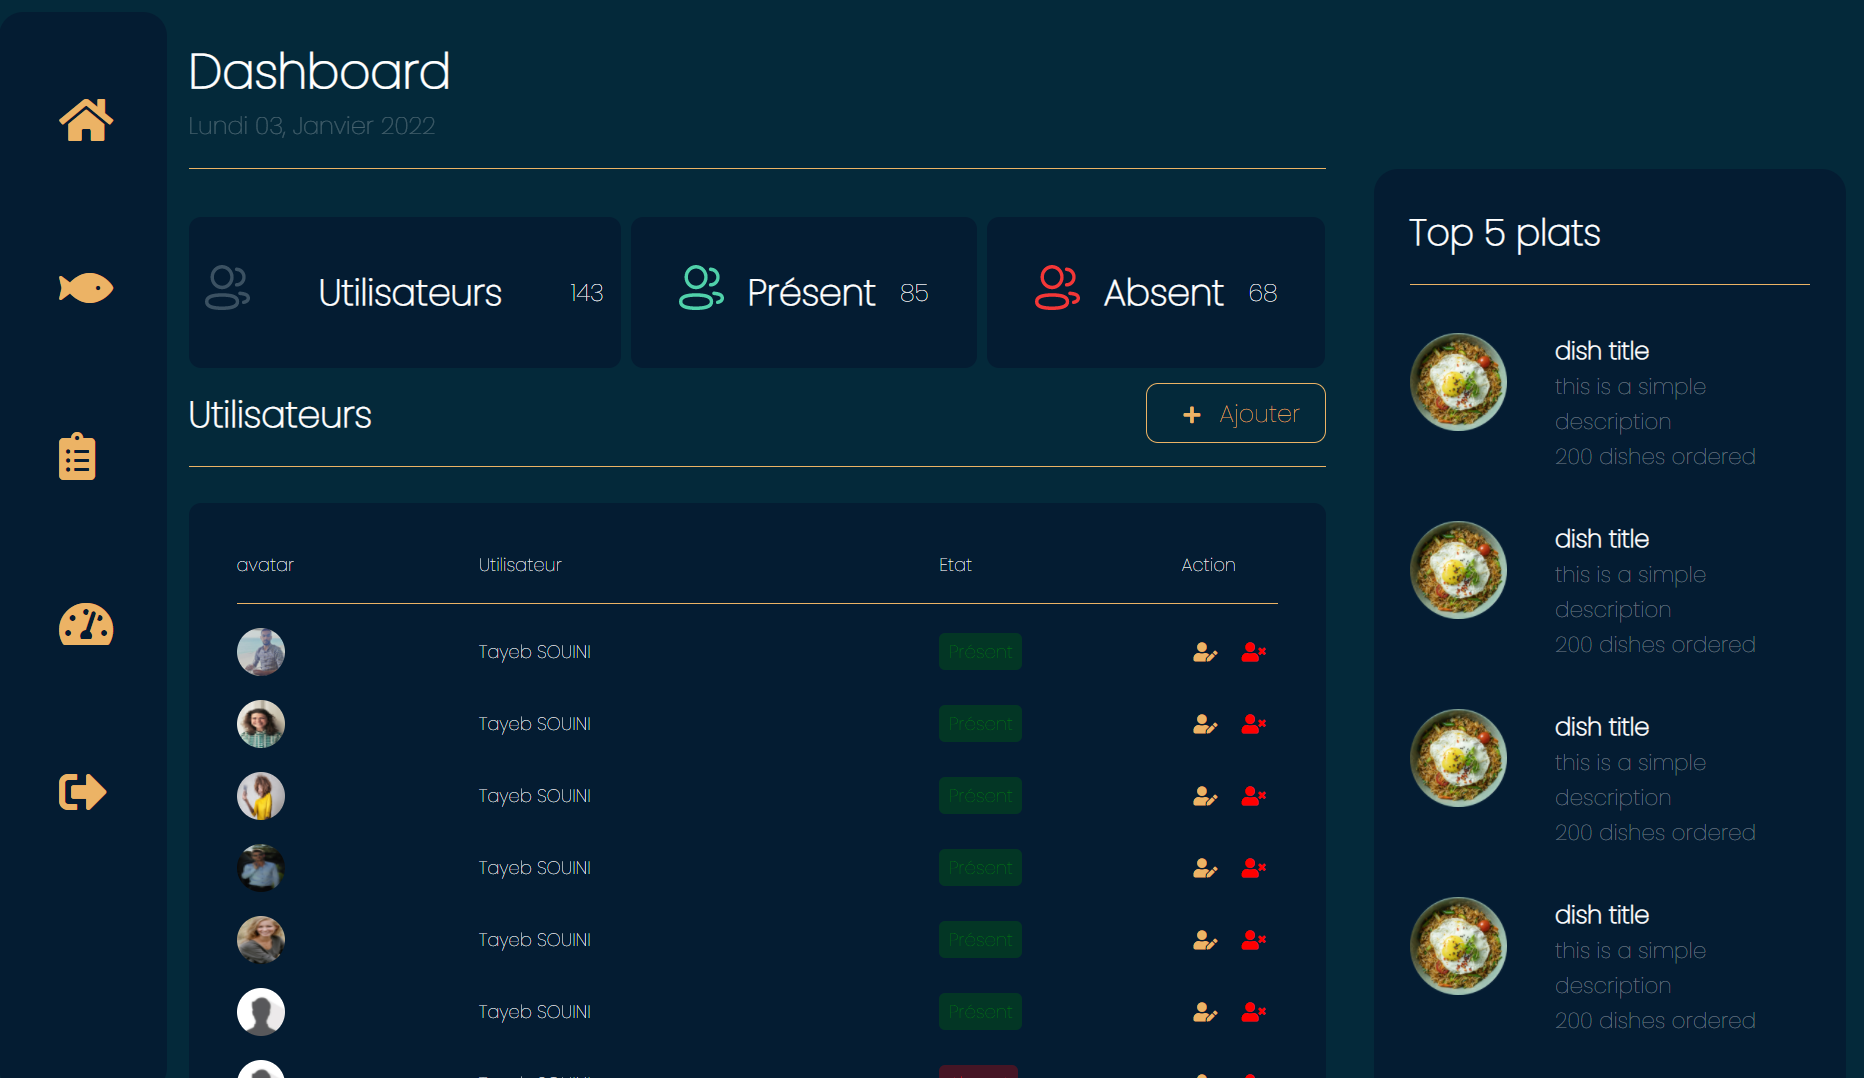 Dashboard
Lundi 03, Janvier 2022
Utilisateurs 143
Présent 85
Absent 68
Utilisateurs
Ajouter
avatar Utilisateur Etat Action
Tayeb SOUINI Présent
Tayeb SOUINI Présent
Tayeb SOUINI Présent
Tayeb SOUINI Présent
Tayeb SOUINI Présent
Tayeb SOUINI Présent
Top 5 plats
dish title
this is a simple
description
200 dishes ordered
dish title
this is a simple
description
200 dishes ordered
dish title
this is a simple
description
200 dishes ordered
dish title
this is a simple
description
200 dishes ordered